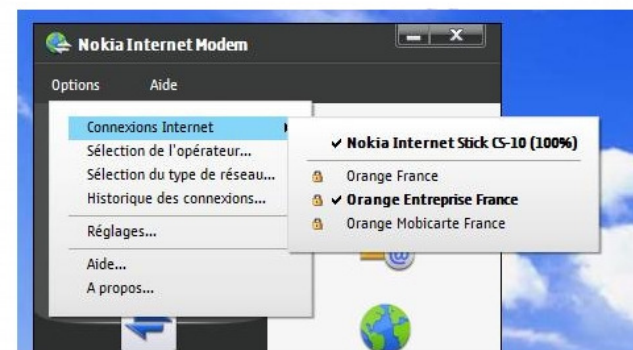 Nokia Internet Modem
Options Aide
Connexions Internet
Sélection de l'opérateur...
Sélection du type de réseau...
Historique des connexions...
Réglages...
Aide...
A propos...
Nokia Internet Stick CS-10 (100%)
Orange France
Orange Entreprise France
Orange Mobicarte France